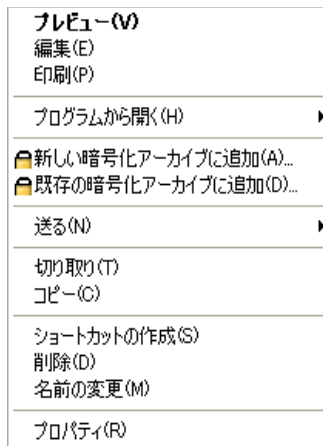 プレビュー(V)
編集(E)
印刷(P)
プログラムから開く(H)
新しい暗号化アーカイブに追加(A)...
既存の暗号化アーカイブに追加(D)...
送る(N)
切り取り(T)
コピー(C)
ショートカットの作成(S)
削除(D)
名前の変更(M)
プロパティ(R)